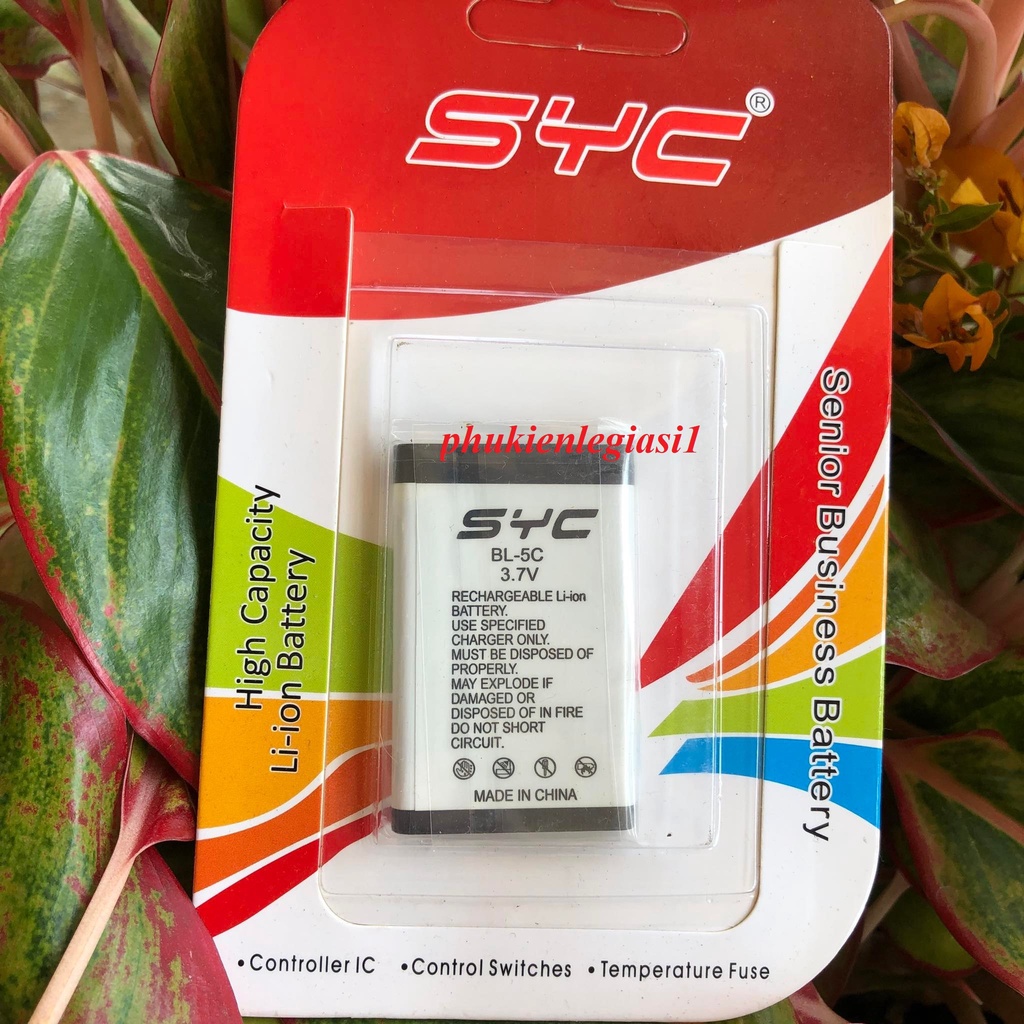 SYC®
Senior Business Battery
High Capacity
Li-ion Battery
phukienlegiasi1
SYC
BL-5C
3.7V
RECHARGEABLE Li-ion
BATTERY.
USE SPECIFIED
CHARGER ONLY.
MUST BE DISPOSED OF
PROPERLY.
MAY EXPLODE IF
DAMAGED OR
DISPOSED OF IN FIRE
DO NOT SHORT
CIRCUIT.
MADE IN CHINA
•Controller IC •Control Switches •Temperature Fuse